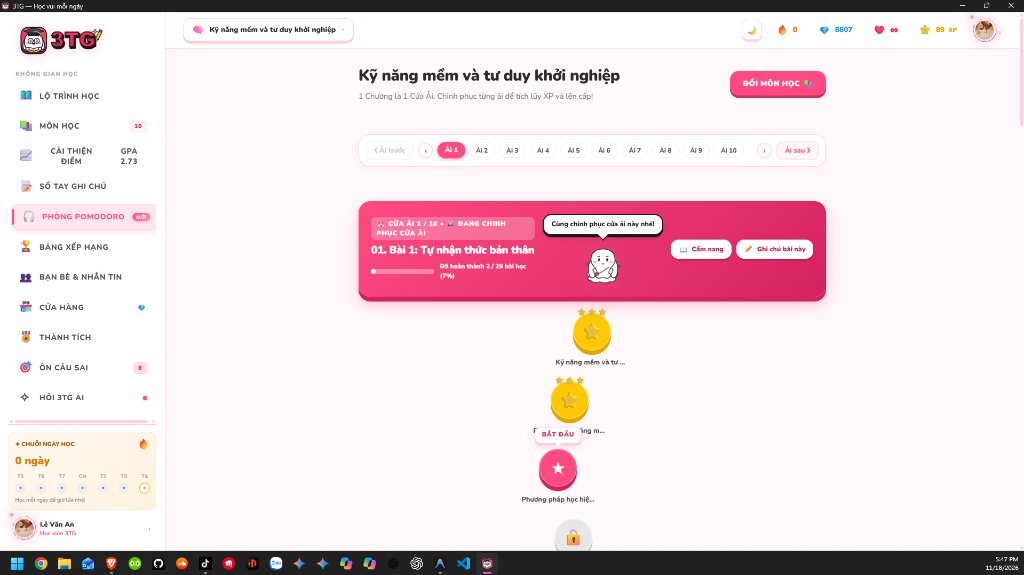 3TG — Học vui mỗi ngày
3TG
KHÔNG GIAN HỌC
LỘ TRÌNH HỌC
MÔN HỌC 10
CẢI THIỆN ĐIỂM GPA 2.73
SỔ TAY GHI CHÚ
PHÒNG POMODORO MỚI
BẢNG XẾP HẠNG
BẠN BÈ & NHẮN TIN
CỬA HÀNG
THÀNH TÍCH
ÔN CÂU SAI 6
HỎI 3TG AI
CHUỖI NGÀY HỌC
0 ngày
T5 T6 T7 CN T2 T3 T4
Học mỗi ngày để giữ lửa nhé!
Lê Văn An
Học viên 3TG
Kỹ năng mềm và tư duy khởi nghiệp
0 8807 ∞ 89 XP
Kỹ năng mềm và tư duy khởi nghiệp
1 Chương là 1 Cửa Ải. Chinh phục từng ải để tích lũy XP và lên cấp!
ĐỔI MÔN HỌC
Ải trước
Ải 1 Ải 2 Ải 3 Ải 4 Ải 5 Ải 6 Ải 7 Ải 8 Ải 9 Ải 10
Ải sau
CỬA ẢI 1 / 10 • ĐANG CHINH
PHỤC CỬA ẢI
01. Bài 1: Tự nhận thức bản thân
Đã hoàn thành 2 / 29 bài học
(7%)
Cùng chinh phục cửa ải này nhé!
Cẩm nang
Ghi chú bài này
Kỹ năng mềm và tư ...
BẮT ĐẦU
Phương pháp học hiệ...
5:47 PM
11/18/2026